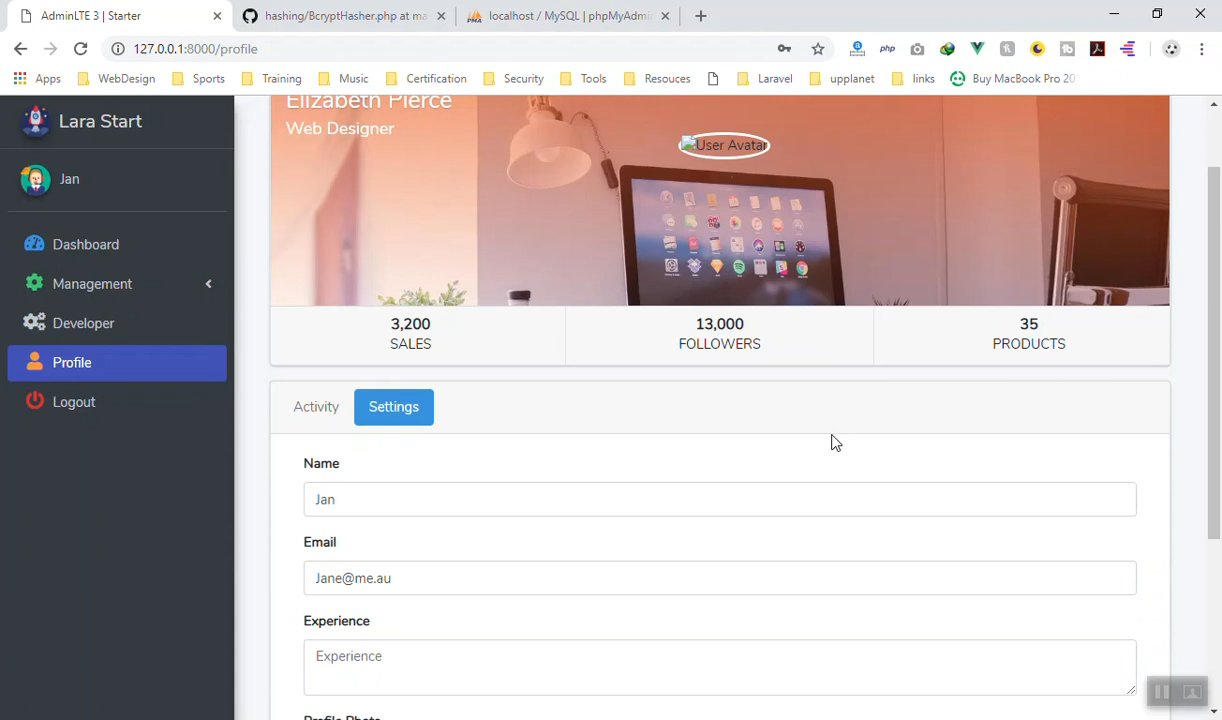 AdminLTE 3 | Starter
hashing/BcryptHasher.php at ma
localhost / MySQL | phpMyAdmi
127.0.0.1:8000/profile
Apps WebDesign Sports Training Music Certification Security Tools Resouces Laravel upplanet links Buy MacBook Pro 20
Lara Start
Jan
Dashboard
Management
Developer
Profile
Logout
Elizabeth Pierce
Web Designer
User Avatar
3,200
SALES
13,000
FOLLOWERS
35
PRODUCTS
Activity
Settings
Name
Jan
Email
Jane@me.au
Experience
Experience
Profile Photo